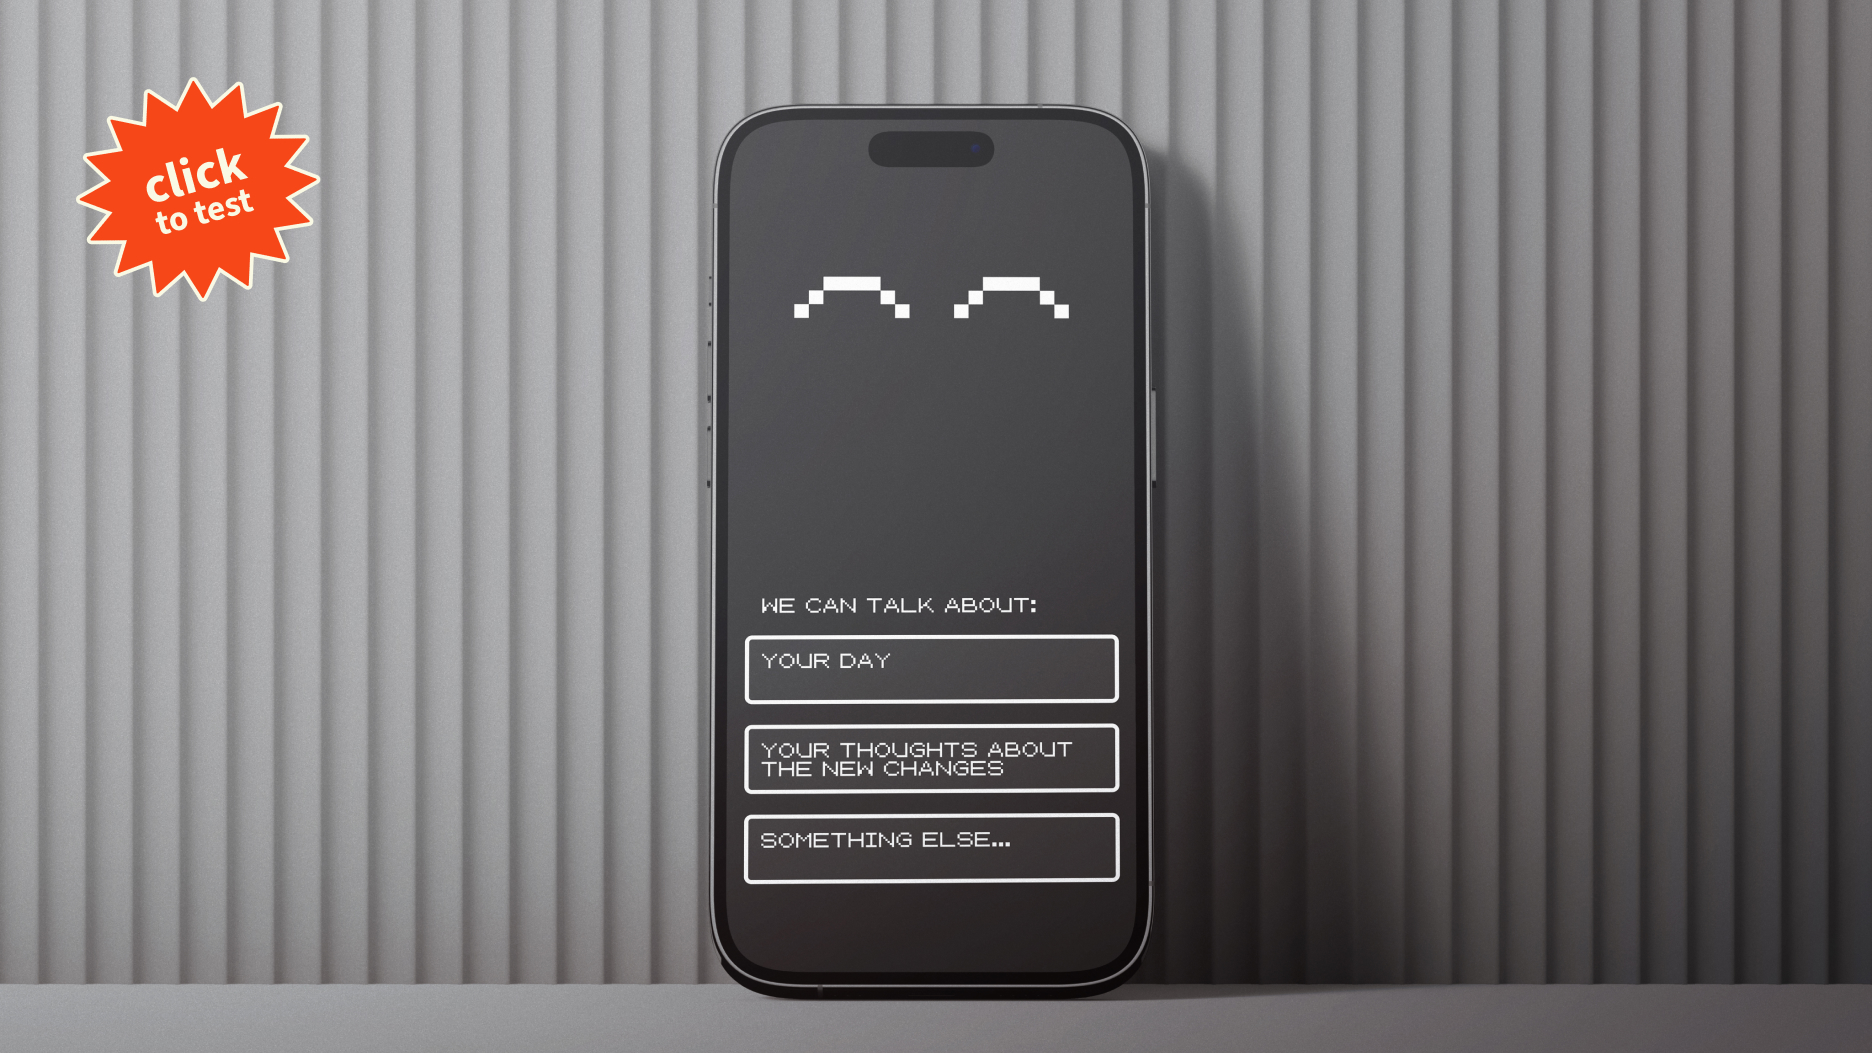 click
to test
WE CAN TALK ABOUT:
YOUR DAY
YOUR THOUGHTS ABOUT
THE NEW CHANGES
SOMETHING ELSE...